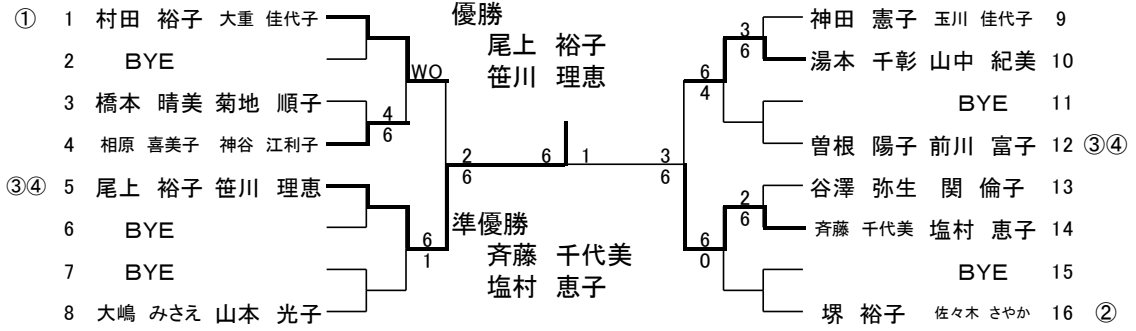 ① 1 村田 裕子 大重 佳代子
2 BYE
3 橋本 晴美 菊地 順子
4 相原 喜美子 神谷 江利子
③④ 5 尾上 裕子 笹川 理恵
6 BYE
7 BYE
8 大嶋 みさえ 山本 光子
WO
4
6
6
1
2
6
優勝
尾上 裕子
笹川 理恵
6 1
準優勝
斉藤 千代美
塩村 恵子
3
6
6
4
6
0
3
6
2
6
神田 憲子 玉川 佳代子 9
湯本 千彰 山中 紀美 10
BYE 11
曽根 陽子 前川 富子 12 ③④
谷澤 弥生 関 倫子 13
斉藤 千代美 塩村 恵子 14
BYE 15
堺 裕子 佐々木 さやか 16 ②